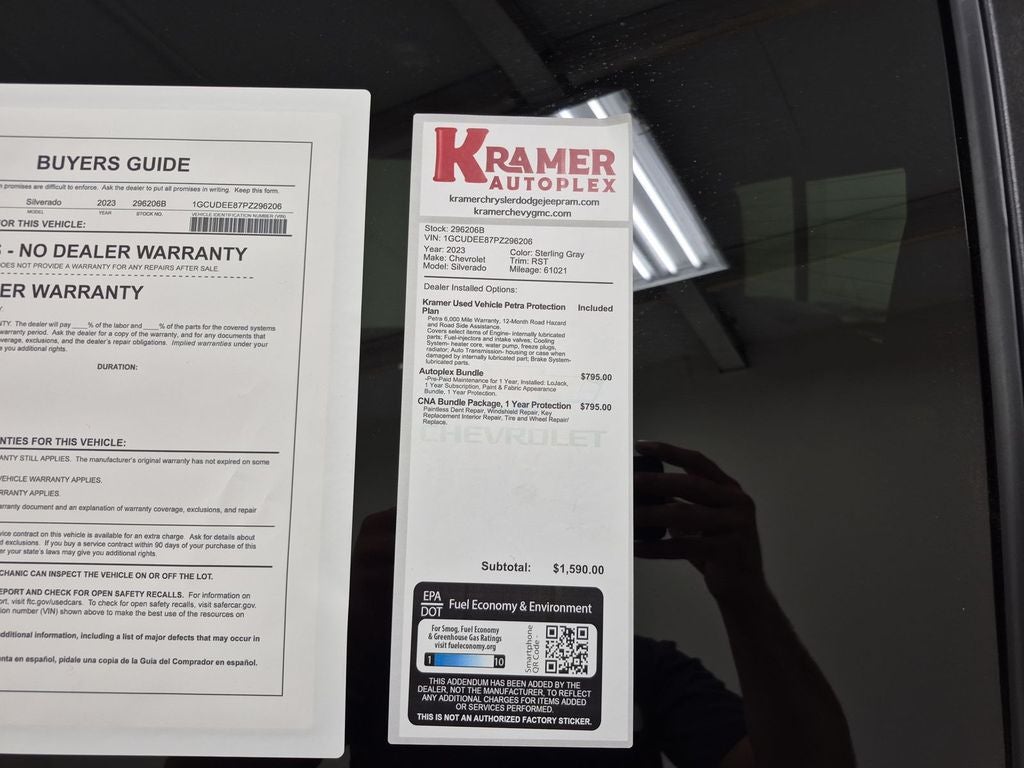 BUYERS GUIDE
promises are difficult to enforce. Ask the dealer to put all promises in writing. Keep this form.
Silverado 2023 296206B 1GCUDEE87PZ296206
MODEL YEAR STOCK NO. VEHICLE IDENTIFICATION NUMBER (VIN)
FOR THIS VEHICLE:
- NO DEALER WARRANTY
DOES NOT PROVIDE A WARRANTY FOR ANY REPAIRS AFTER SALE.
ER WARRANTY
NTY. The dealer will pay____% of the labor and____% of the parts for the covered systems
warranty period. Ask the dealer for a copy of the warranty, and for any documents that
verage, exclusions, and the dealer's repair obligations. Implied warranties under your
you additional rights.
DURATION:
NTIES FOR THIS VEHICLE:
ANTY STILL APPLIES. The manufacturer's original warranty has not expired on some
VEHICLE WARRANTY APPLIES.
RRANTY APPLIES.
arranty document and an explanation of warranty coverage, exclusions, and repair
vice contract on this vehicle is available for an extra charge. Ask for details about
d exclusions. If you buy a service contract within 90 days of your purchase of this
er your state's laws may give you additional rights.
CHANIC CAN INSPECT THE VEHICLE ON OR OFF THE LOT.
EPORT AND CHECK FOR OPEN SAFETY RECALLS. For information on
ort, visit ftc.gov/usedcars. To check for open safety recalls, visit safercar.gov.
ion number (VIN) shown above to make the best use of the resources on
additional information, including a list of major defects that may occur in
nta en español, pídale una copia de la Guía del Comprador en español.
KRAMER
AUTOPLEX
kramerchryslerdodgejeepram.com
kramerchevygmc.com
Stock: 296206B
VIN: 1GCUDEE87PZ296206
Year: 2023 Color: Sterling Gray
Make: Chevrolet Trim: RST
Model: Silverado Mileage: 61021
Dealer Installed Options:
Kramer Used Vehicle Petra Protection Included
Plan
Petra 6,000 Mile Warranty, 12-Month Road Hazard
and Road Side Assistance.
Covers select items of Engine- internally lubricated
parts; Fuel-injectors and intake valves; Cooling
System- heater core, water pump, freeze plugs,
radiator; Auto Transmission- housing or case when
damaged by internally lubricated part; Brake System-
lubricated parts.
Autoplex Bundle $795.00
-Pre-Paid Maintenance for 1 Year, Installed: LoJack,
1 Year Subscription, Paint & Fabric Appearance
Bundle, 1 Year Protection.
CNA Bundle Package, 1 Year Protection $795.00
Paintless Dent Repair, Windshield Repair, Key
Replacement Interior Repair, Tire and Wheel Repair/
Replace.
CHEVROLET
Subtotal: $1,590.00
EPA
DOT Fuel Economy & Environment
For Smog, Fuel Economy
& Greenhouse Gas Ratings
visit fueleconomy.org
1 10
Smartphone
QR Code -
THIS ADDENDUM HAS BEEN ADDED BY THE
DEALER, NOT THE MANUFACTURER, TO REFLECT
ANY ADDITIONAL CHARGES FOR ITEMS ADDED
OR SERVICES PERFORMED.
THIS IS NOT AN AUTHORIZED FACTORY STICKER.